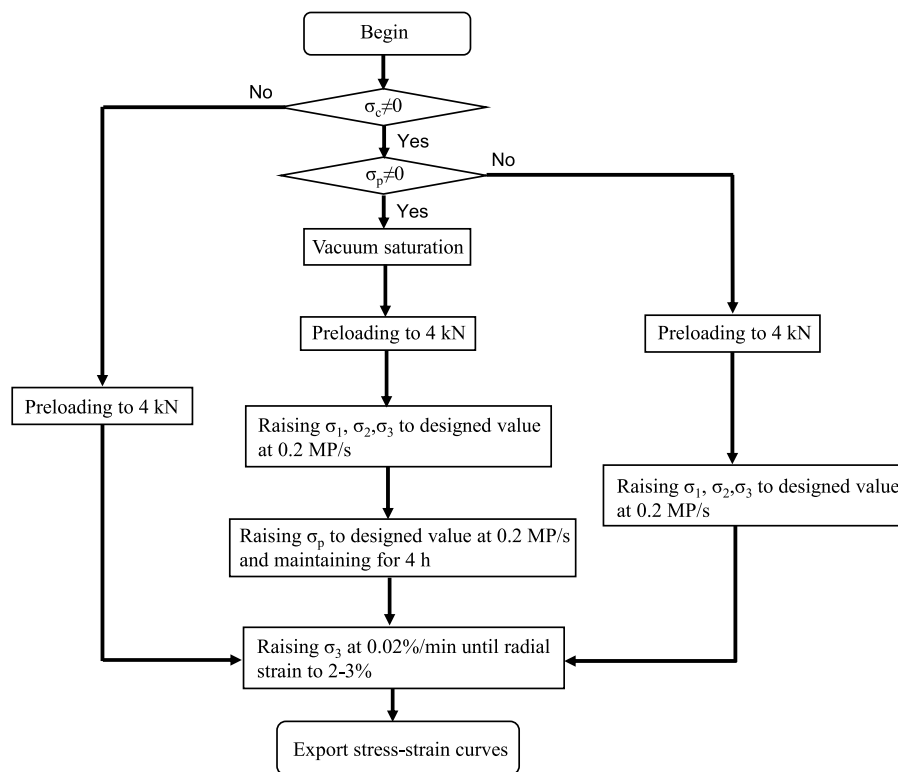 Begin
No
σc≠0
Yes
No
σp≠0
Yes
Vacuum saturation
Preloading to 4 kN
Preloading to 4 kN
Preloading to 4 kN
Raising σ1, σ2,σ3 to designed value
at 0.2 MP/s
Raising σ1, σ2,σ3 to designed value
at 0.2 MP/s
Raising σp to designed value at 0.2 MP/s
and maintaining for 4 h
Raising σ3 at 0.02%/min until radial
strain to 2-3%
Export stress-strain curves